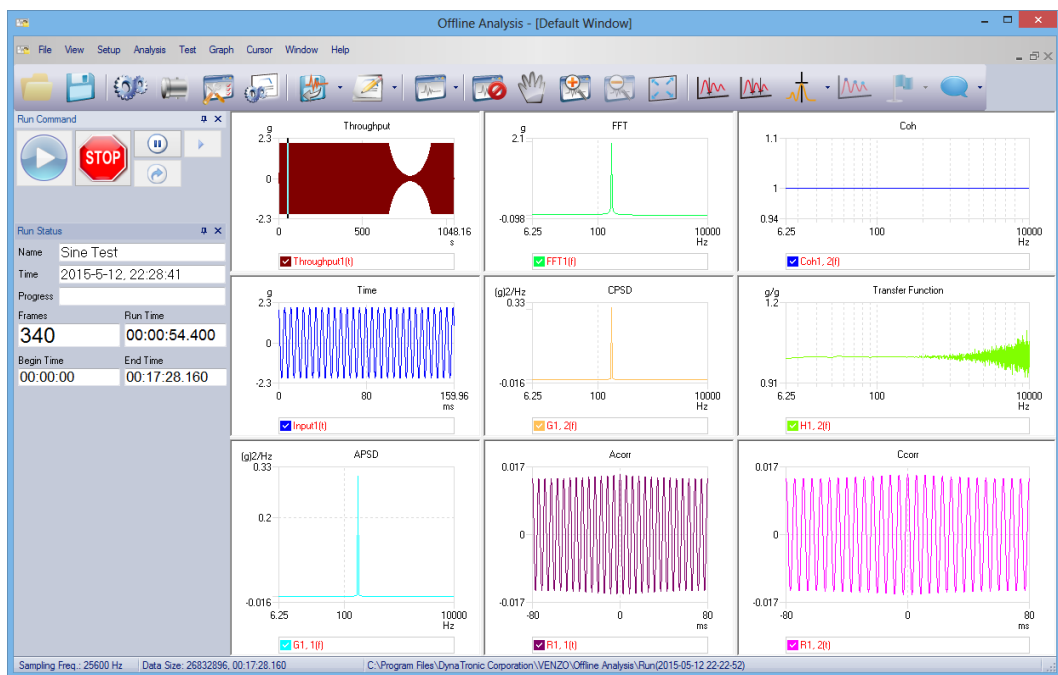 Offline Analysis - [Default Window]
File View Setup Analysis Test Graph Cursor Window Help
Run Command
STOP
Run Status
Name Sine Test
Time 2015-5-12, 22:28:41
Progress
Frames Run Time
340 00:00:54.400
Begin Time End Time
00:00:00 00:17:28.160
Throughput
g
2.3
0
-2.3
0 500 1048.16
s
Throughput1(t)
FFT
g
2.1
-0.098
6.25 100 10000
Hz
FFT1(f)
Coh
1.1
1
0.94
6.25 100 10000
Hz
Coh1, 2(f)
Time
g
2.3
0
-2.3
0 80 159.96
ms
Input1(t)
CPSD
(g)2/Hz
0.33
-0.016
6.25 100 10000
Hz
G1, 2(f)
Transfer Function
g/g
1.2
0.91
6.25 100 10000
Hz
H1, 2(f)
APSD
(g)2/Hz
0.33
0.2
-0.016
6.25 100 10000
Hz
G1, 1(f)
Acorr
0.017
0
-0.017
-80 0 80
ms
R1, 1(t)
Ccorr
0.017
0
-0.017
-80 0 80
ms
R1, 2(t)
Sampling Freq.: 25600 Hz Data Size: 26832896, 00:17:28.160 C:\Program Files\DynaTronic Corporation\VENZO\Offline Analysis\Run(2015-05-12 22-22-52)